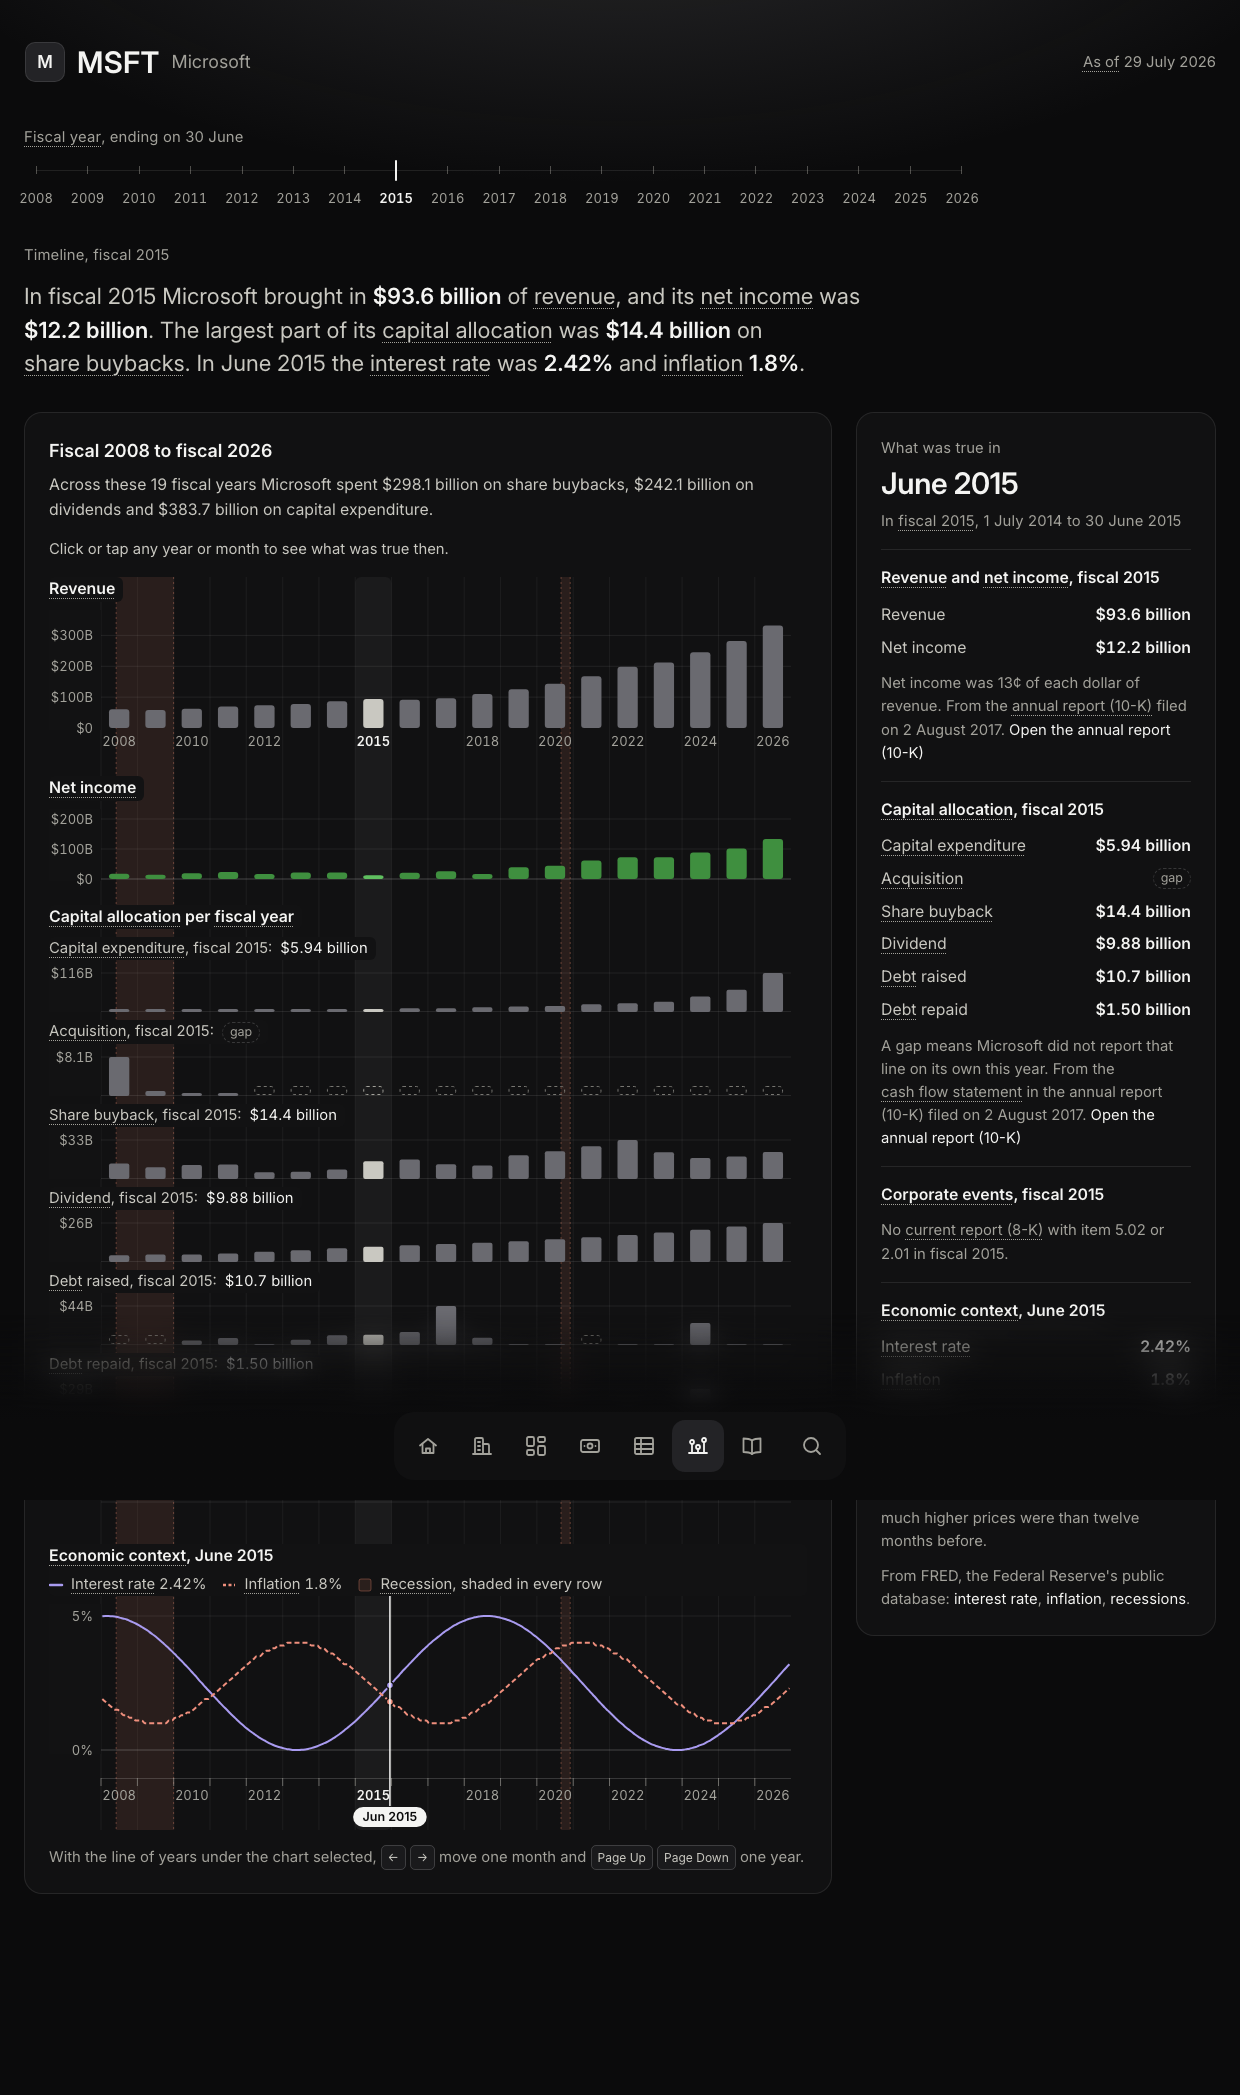 M MSFT Microsoft
As of 29 July 2026
Fiscal year, ending on 30 June
2008 2009 2010 2011 2012 2013 2014 2015 2016 2017 2018 2019 2020 2021 2022 2023 2024 2025 2026
Timeline, fiscal 2015
In fiscal 2015 Microsoft brought in $93.6 billion of revenue, and its net income was
$12.2 billion. The largest part of its capital allocation was $14.4 billion on
share buybacks. In June 2015 the interest rate was 2.42% and inflation 1.8%.
Fiscal 2008 to fiscal 2026
Across these 19 fiscal years Microsoft spent $298.1 billion on share buybacks, $242.1 billion on
dividends and $383.7 billion on capital expenditure.
Click or tap any year or month to see what was true then.
Revenue
$300B
$200B
$100B
$0
2008 2010 2012 2015 2018 2020 2022 2024 2026
Net income
$200B
$100B
$0
Capital allocation per fiscal year
Capital expenditure, fiscal 2015: $5.94 billion
$116B
Acquisition, fiscal 2015: gap
$8.1B
Share buyback, fiscal 2015: $14.4 billion
$33B
Dividend, fiscal 2015: $9.88 billion
$26B
Debt raised, fiscal 2015: $10.7 billion
$44B
Debt repaid, fiscal 2015: $1.50 billion
Economic context, June 2015
Interest rate 2.42% Inflation 1.8% Recession, shaded in every row
5%
0%
2008 2010 2012 2015 2018 2020 2022 2024 2026
Jun 2015
With the line of years under the chart selected, ← → move one month and Page Up Page Down one year.
What was true in
June 2015
In fiscal 2015, 1 July 2014 to 30 June 2015
Revenue and net income, fiscal 2015
Revenue $93.6 billion
Net income $12.2 billion
Net income was 13¢ of each dollar of
revenue. From the annual report (10-K) filed
on 2 August 2017. Open the annual report
(10-K)
Capital allocation, fiscal 2015
Capital expenditure $5.94 billion
Acquisition gap
Share buyback $14.4 billion
Dividend $9.88 billion
Debt raised $10.7 billion
Debt repaid $1.50 billion
A gap means Microsoft did not report that
line on its own this year. From the
cash flow statement in the annual report
(10-K) filed on 2 August 2017. Open the
annual report (10-K)
Corporate events, fiscal 2015
No current report (8-K) with item 5.02 or
2.01 in fiscal 2015.
Economic context, June 2015
Interest rate 2.42%
Inflation 1.8%
much higher prices were than twelve
months before.
From FRED, the Federal Reserve's public
database: interest rate, inflation, recessions.